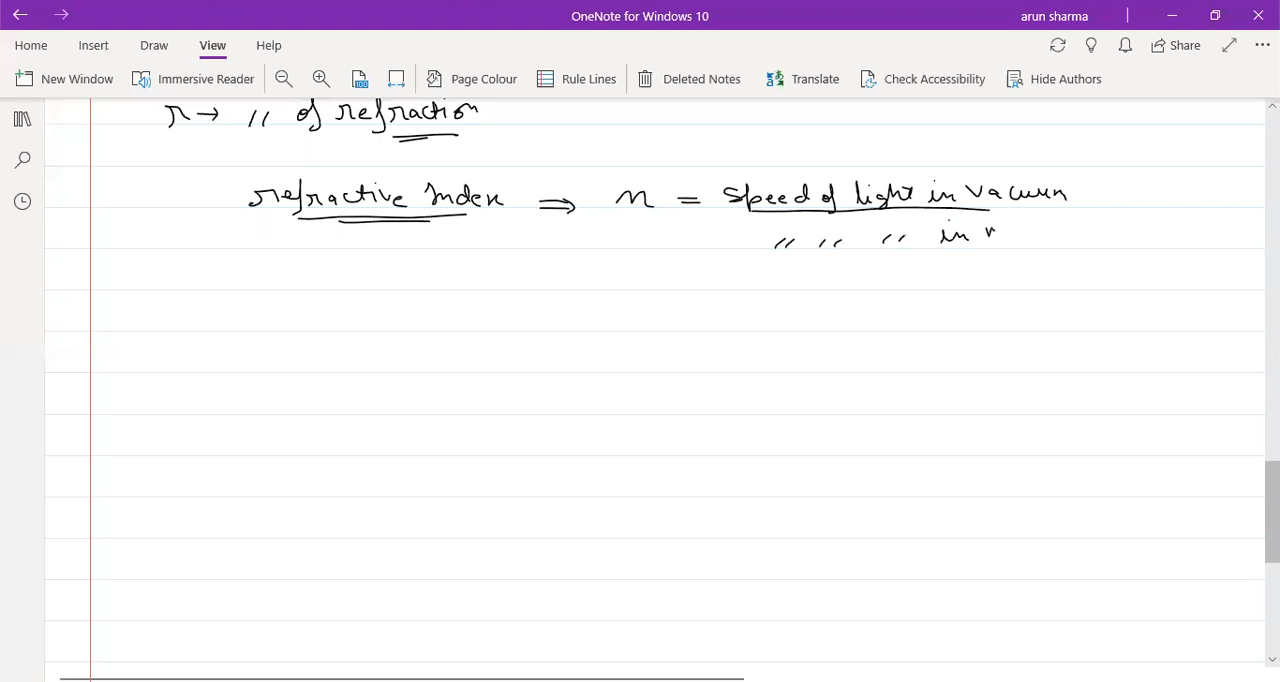 OneNote for Windows 10
arun sharma
Home Insert Draw View Help
Share
New Window Immersive Reader Page Colour Rule Lines Deleted Notes Translate Check Accessibility Hide Authors
r → " of refraction
refractive Index ⇒ n = speed of light in vacuum
" " " in